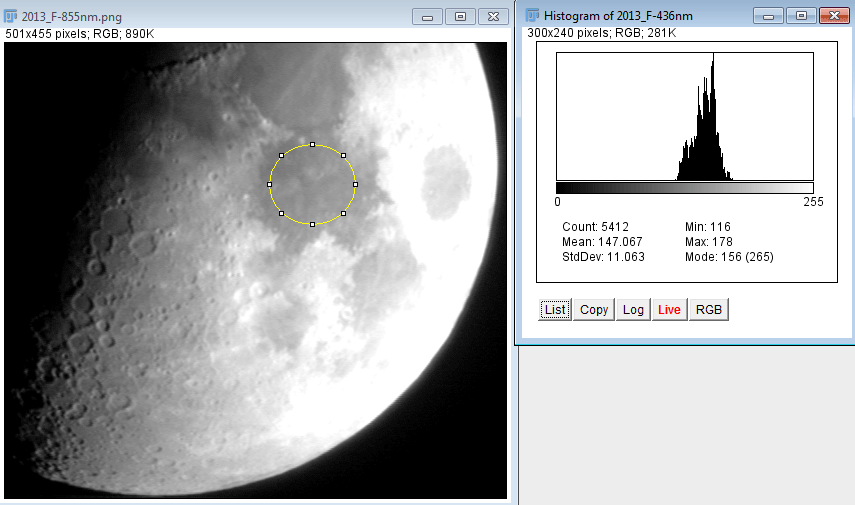 2013_F-855nm.png
501x455 pixels; RGB; 890K
Histogram of 2013_F-436nm
300x240 pixels; RGB; 281K
0 255
Count: 5412 Min: 116
Mean: 147.067 Max: 178
StdDev: 11.063 Mode: 156 (265)
List Copy Log Live RGB